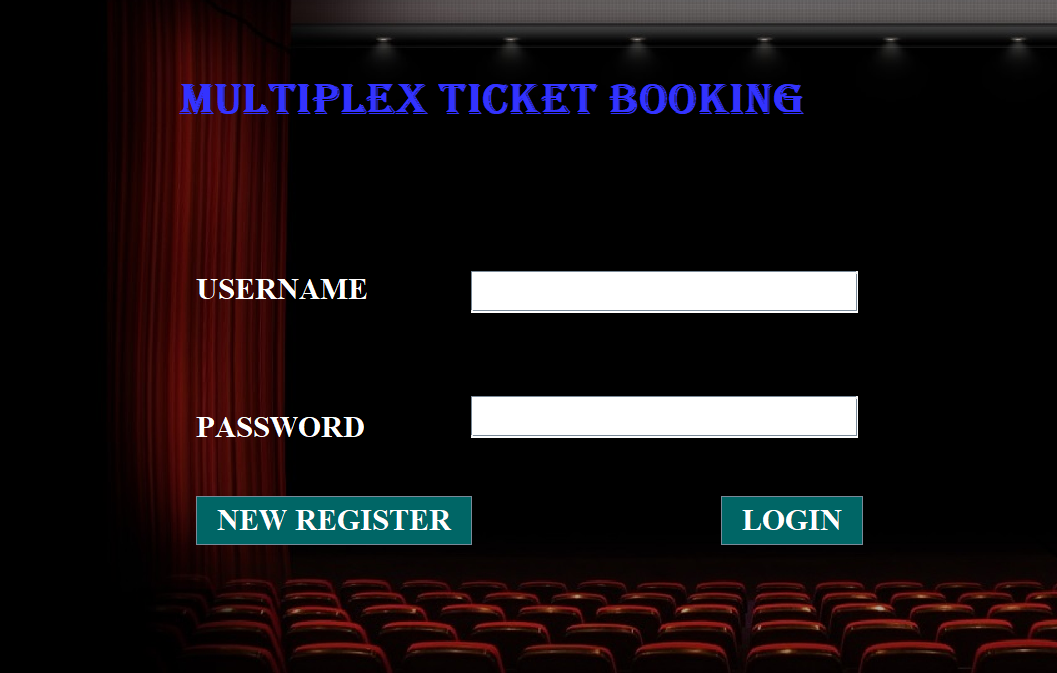 MULTIPLEX TICKET BOOKING
USERNAME
PASSWORD
NEW REGISTER
LOGIN